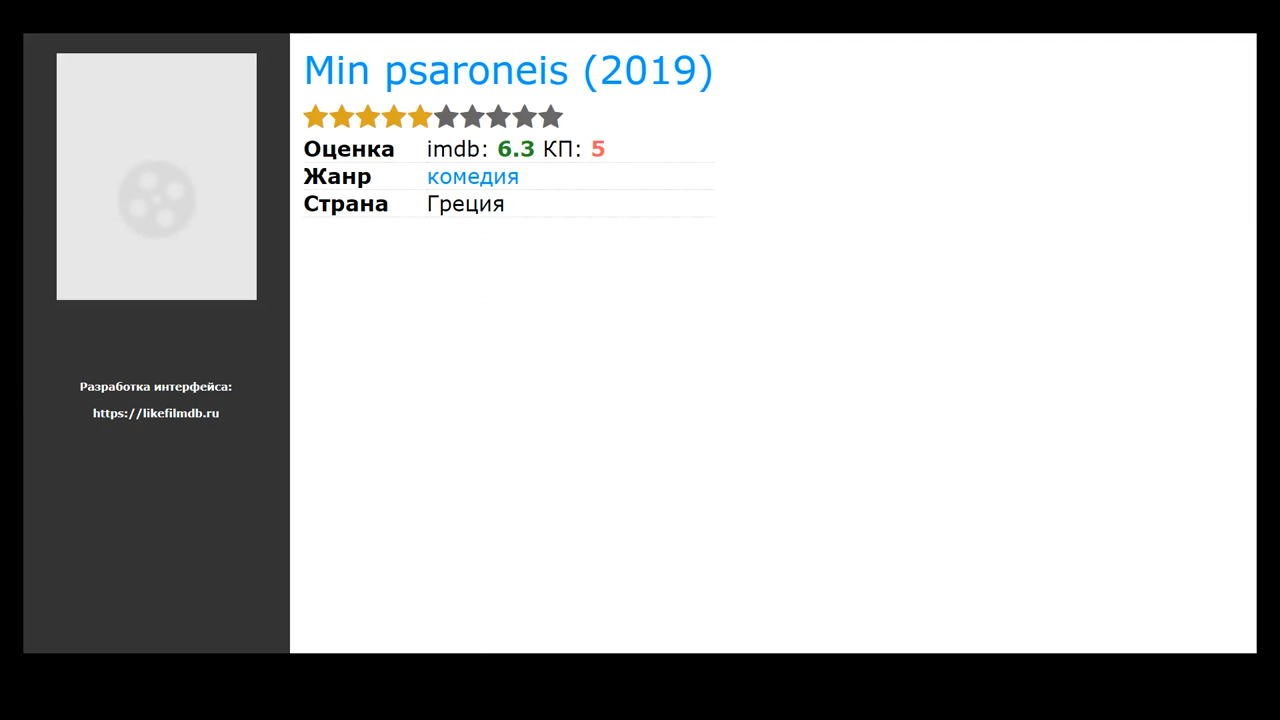 Min psaroneis (2019)
Оценка imdb: 6.3 КП: 5
Жанр комедия
Страна Греция
Разработка интерфейса:
https://likefilmdb.ru